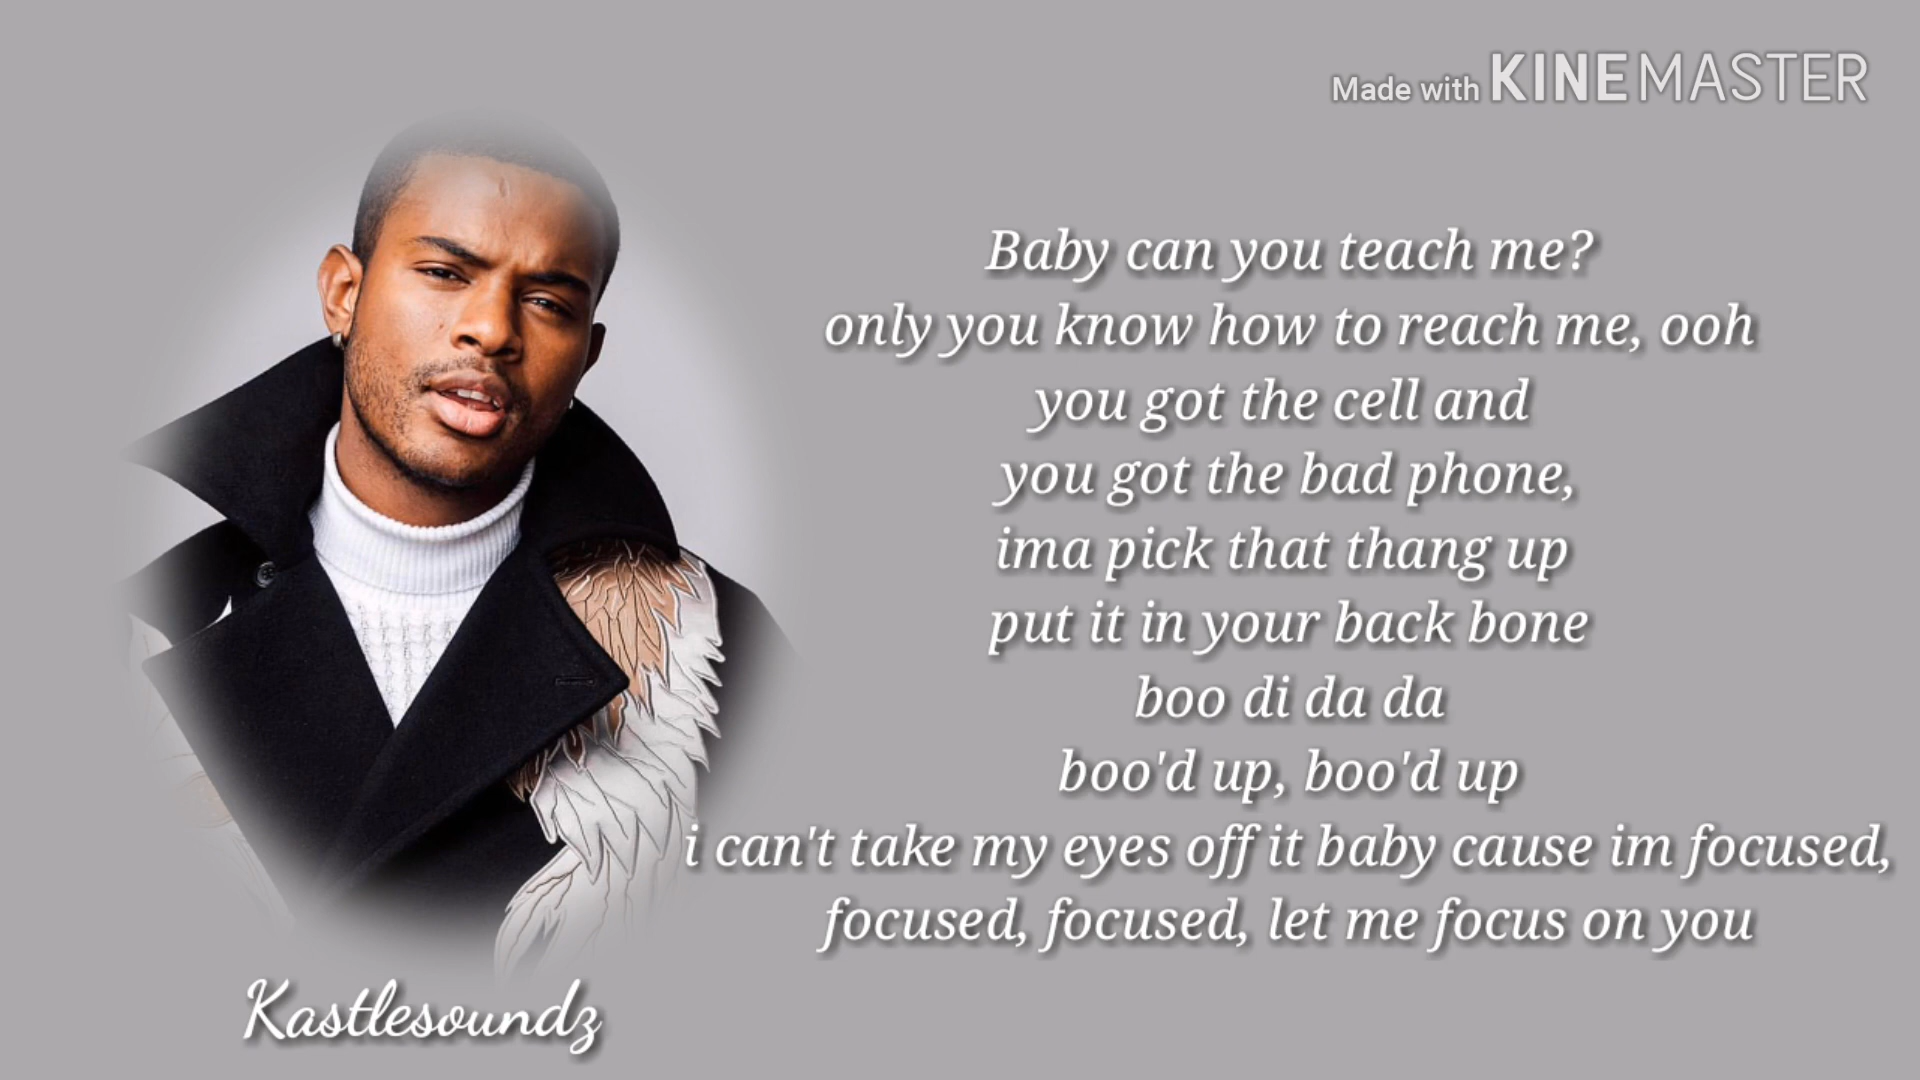 Made with KINEMASTER
Baby can you teach me?
only you know how to reach me, ooh
you got the cell and
you got the bad phone,
ima pick that thang up
put it in your back bone
boo di da da
boo'd up, boo'd up
i can't take my eyes off it baby cause im focused,
focused, focused, let me focus on you
Kastlesoundz